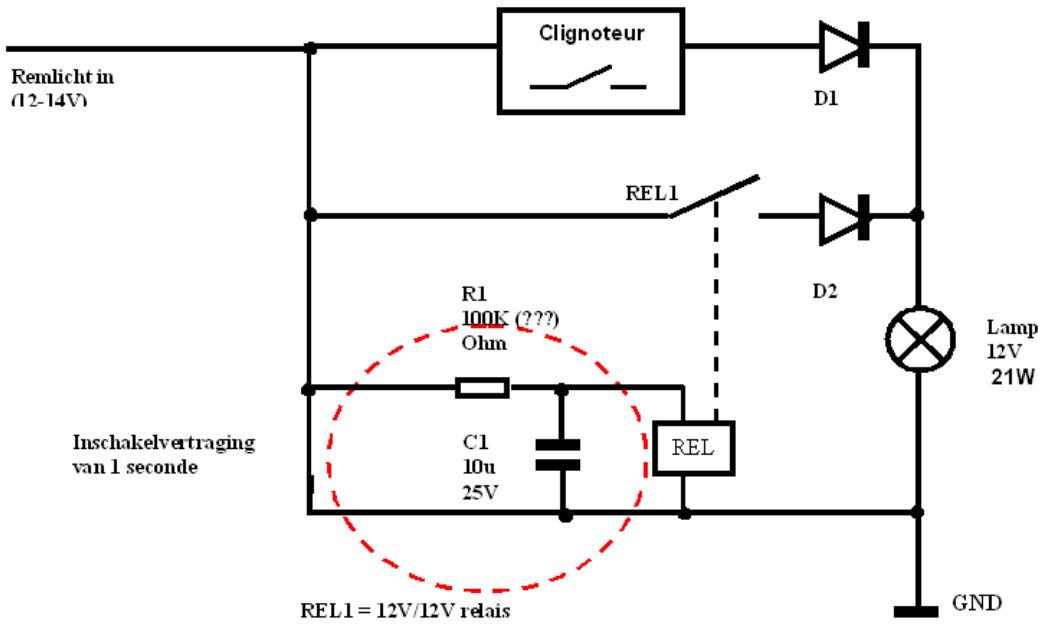 Clignoteur
Remlicht in
(12-14V)
D1
REL1
D2
R1
100K (???)
Ohm
Lamp
12V
21W
Inschakelvertraging
van 1 seconde
C1
10u
25V
REL
GND
REL1 = 12V/12V relais